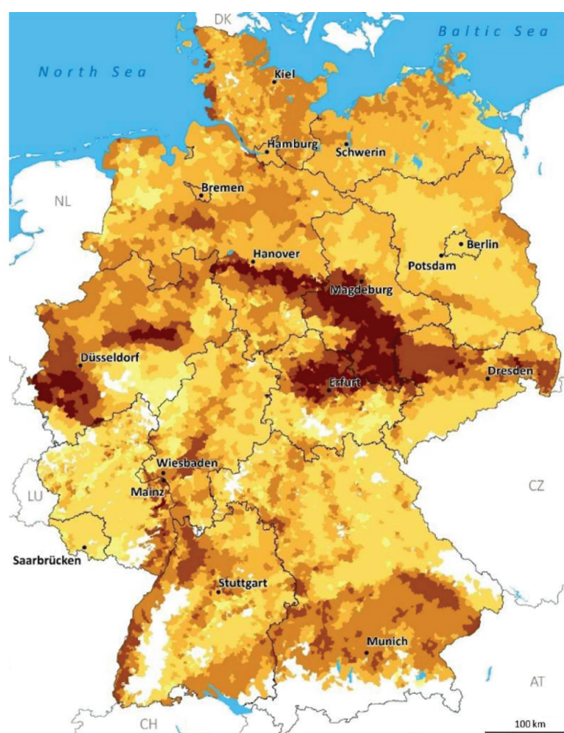 DK
Baltic Sea
North Sea
Kiel
Hamburg
Schwerin
Bremen
NL
Berlin
Hanover
Potsdam
Magdeburg
Düsseldorf
Dresden
Erfurt
Wiesbaden
CZ
LU
Mainz
Saarbrücken
Stuttgart
Munich
AT
CH
100 km